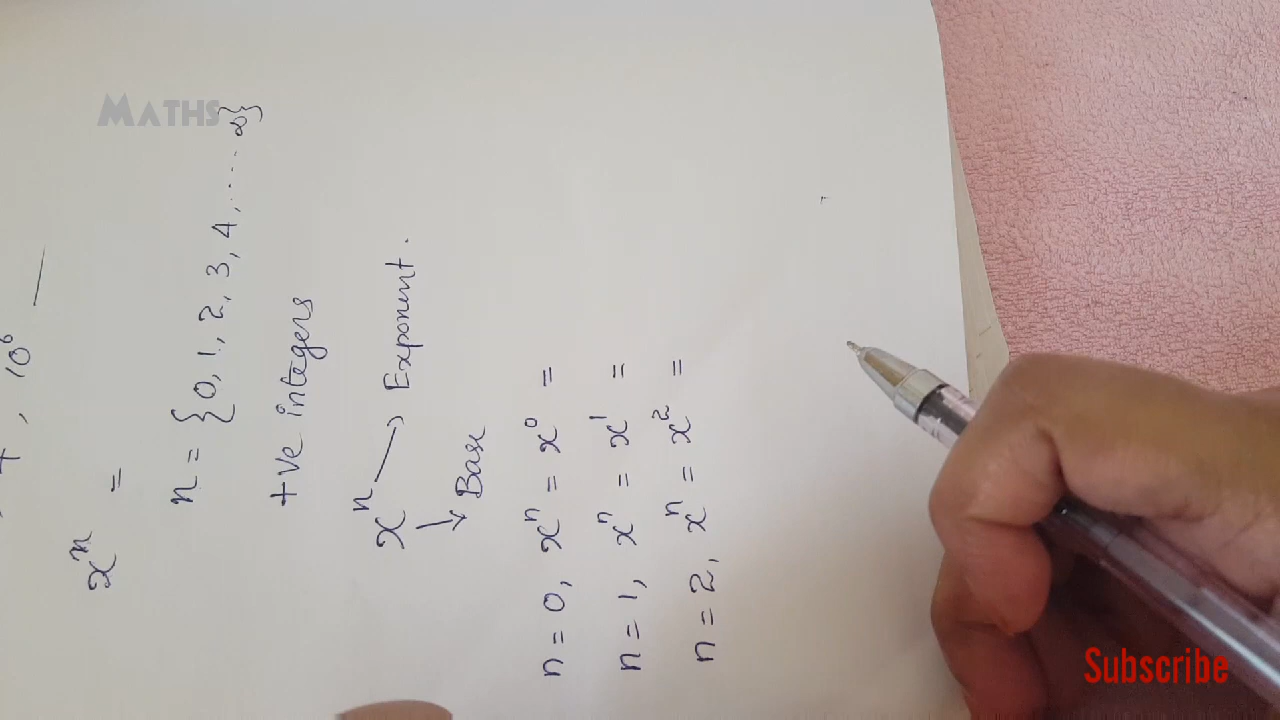 , 10⁶
xⁿ =
n = {0, 1, 2, 3, 4, ..... ∞}
+ve integers
xⁿ → Exponent.
↓ Base
n = 0, xⁿ = x⁰ =
n = 1, xⁿ = x¹ =
n = 2, xⁿ = x² =
MATHS
Subscribe